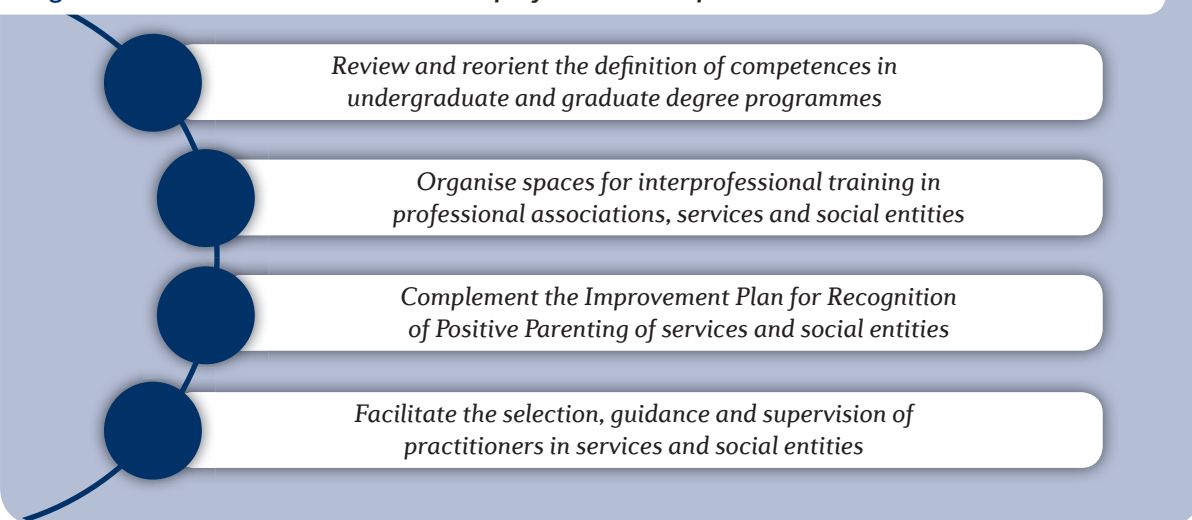 Review and reorient the definition of competences in
undergraduate and graduate degree programmes
Organise spaces for interprofessional training in
professional associations, services and social entities
Complement the Improvement Plan for Recognition
of Positive Parenting of services and social entities
Facilitate the selection, guidance and supervision of
practitioners in services and social entities